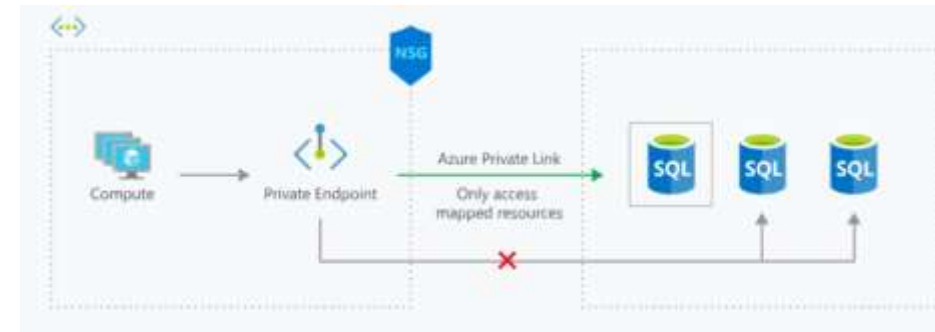 NSG
Compute
Private Endpoint
Azure Private Link
Only access
mapped resources
SQL
SQL
SQL